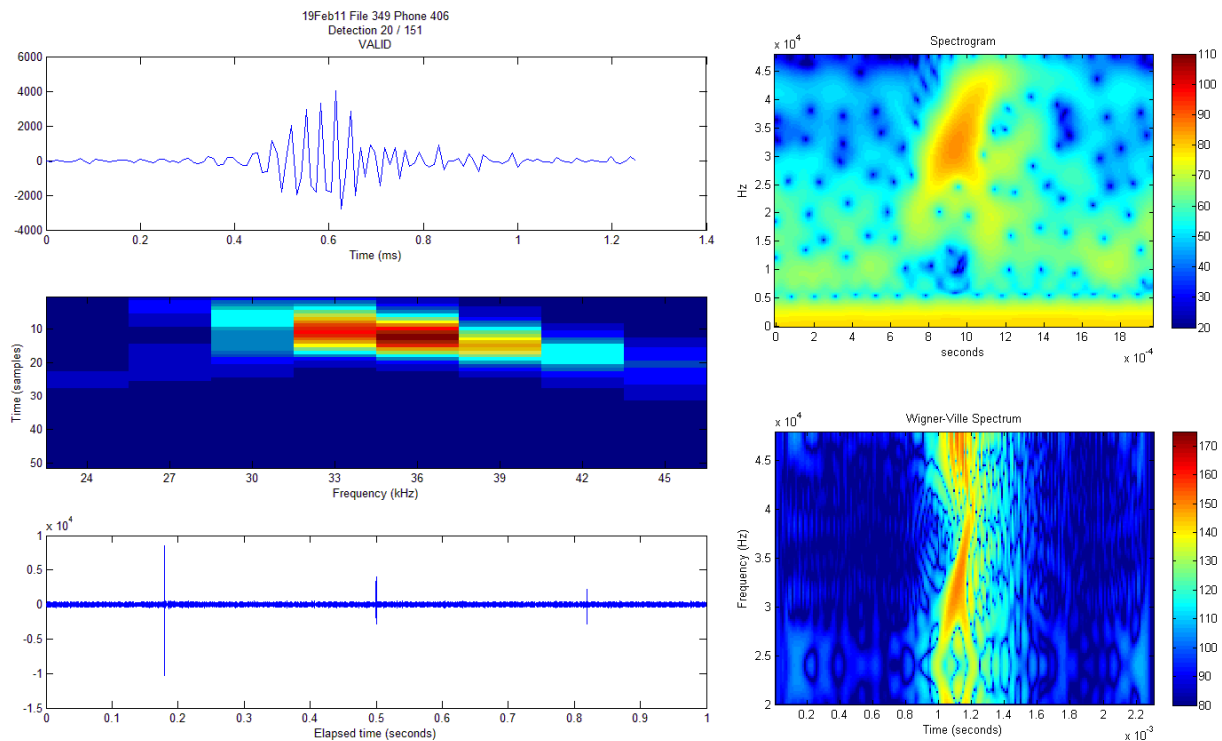 19Feb11 File 349 Phone 406
Detection 20 / 151
VALID
6000
4000
2000
0
-2000
-4000
0 0.2 0.4 0.6 0.8 1 1.2 1.4
Time (ms)
Time (samples)
10
20
30
40
50
24 27 30 33 36 39 42 45
Frequency (kHz)
x 10^4
1
0.5
0
-0.5
-1
-1.5
0 0.1 0.2 0.3 0.4 0.5 0.6 0.7 0.8 0.9 1
Elapsed time (seconds)
Spectrogram
x 10^4
Hz
4.5
4
3.5
3
2.5
2
1.5
1
0.5
0
0 2 4 6 8 10 12 14 16 18
seconds
x 10^-4
110
100
90
80
70
60
50
40
30
20
Wigner-Ville Spectrum
x 10^4
Frequency (Hz)
4.5
4
3.5
3
2.5
2
0.2 0.4 0.6 0.8 1 1.2 1.4 1.6 1.8 2 2.2
Time (seconds)
x 10^-3
170
160
150
140
130
120
110
100
90
80